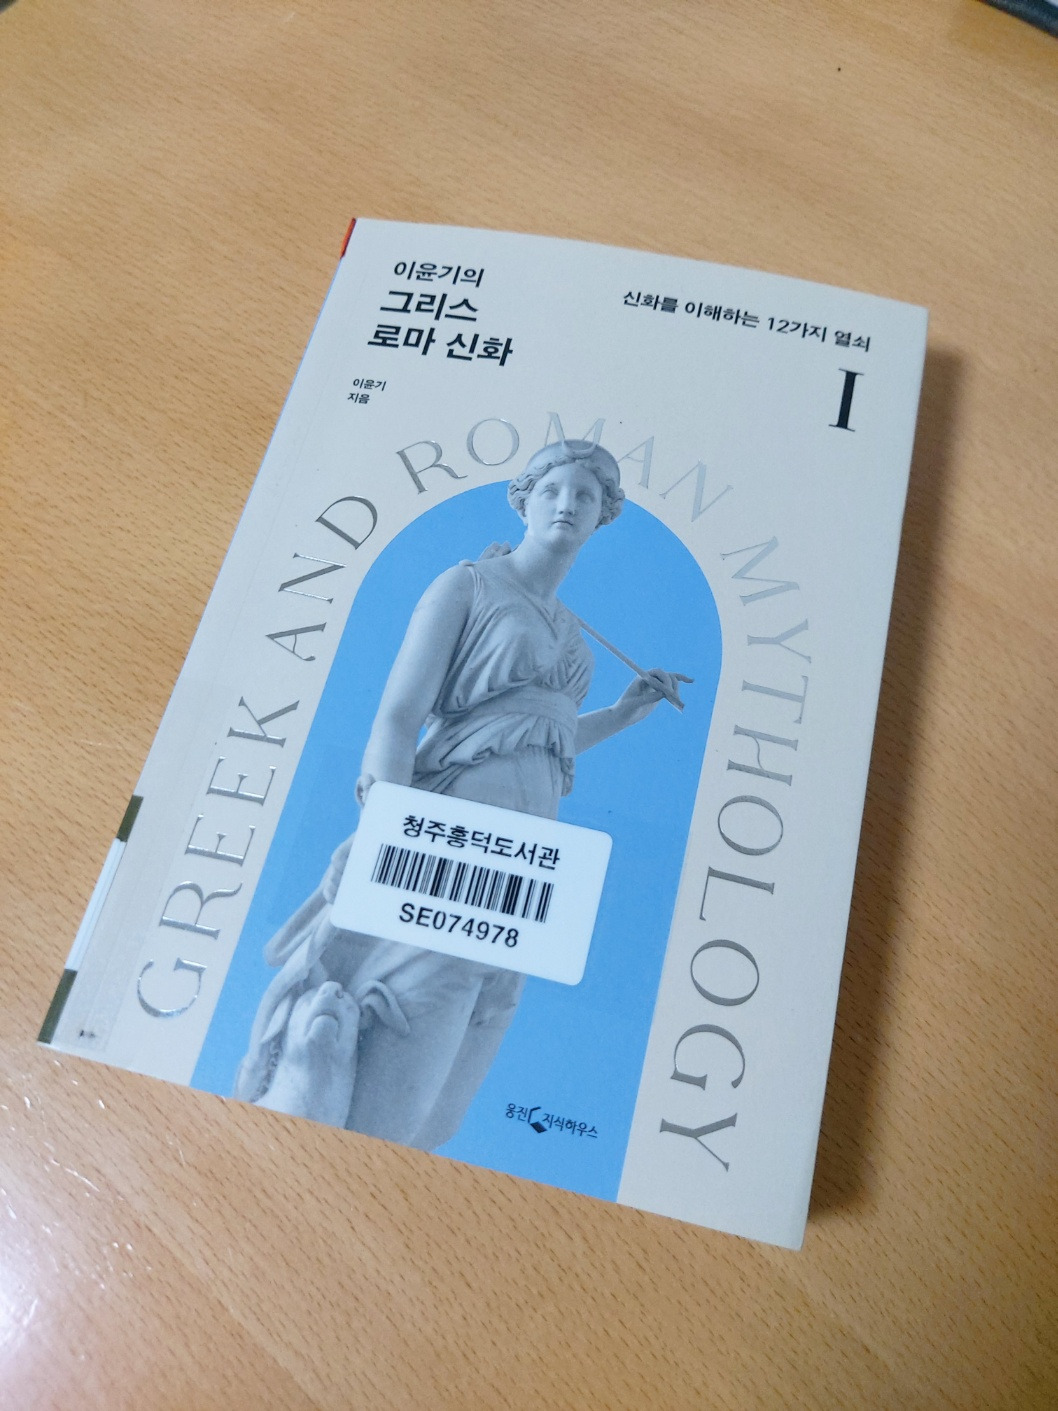 이윤기의
그리스
로마 신화
이윤기
지음
신화를 이해하는 12가지 열쇠
I
GREEK AND ROMAN MYTHOLOGY
청주흥덕도서관
SE074978
웅진 지식하우스